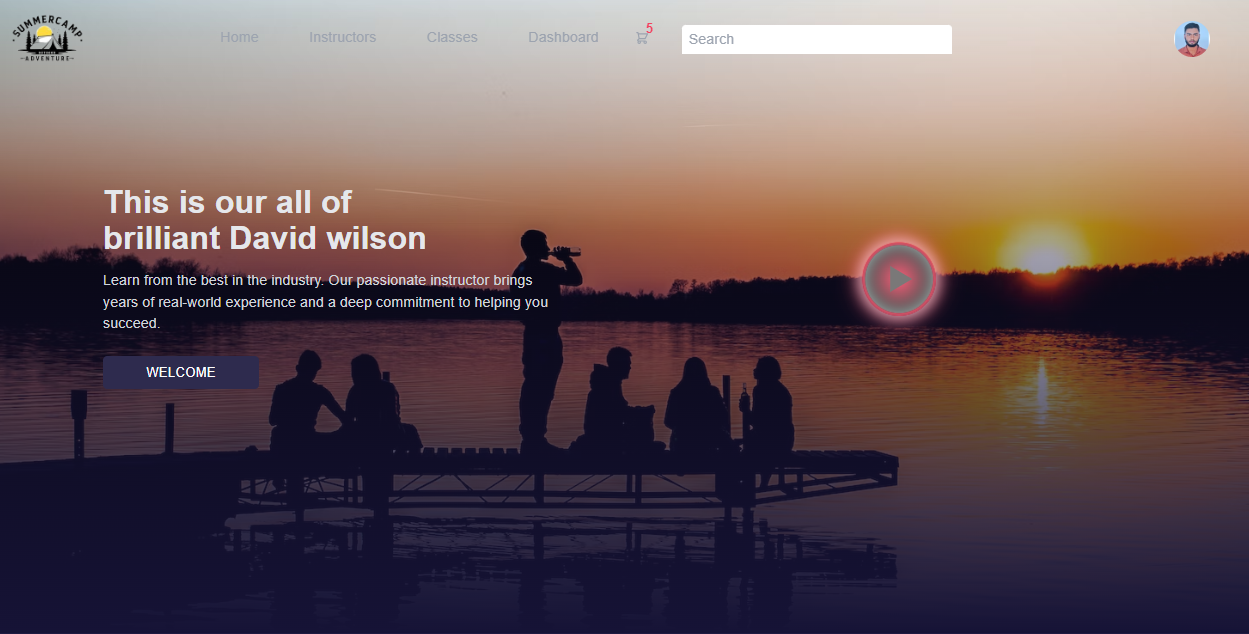 SUMMERCAMP
ADVENTURE
Home
Instructors
Classes
Dashboard
5
Search
This is our all of
brilliant David wilson
Learn from the best in the industry. Our passionate instructor brings
years of real-world experience and a deep commitment to helping you
succeed.
WELCOME